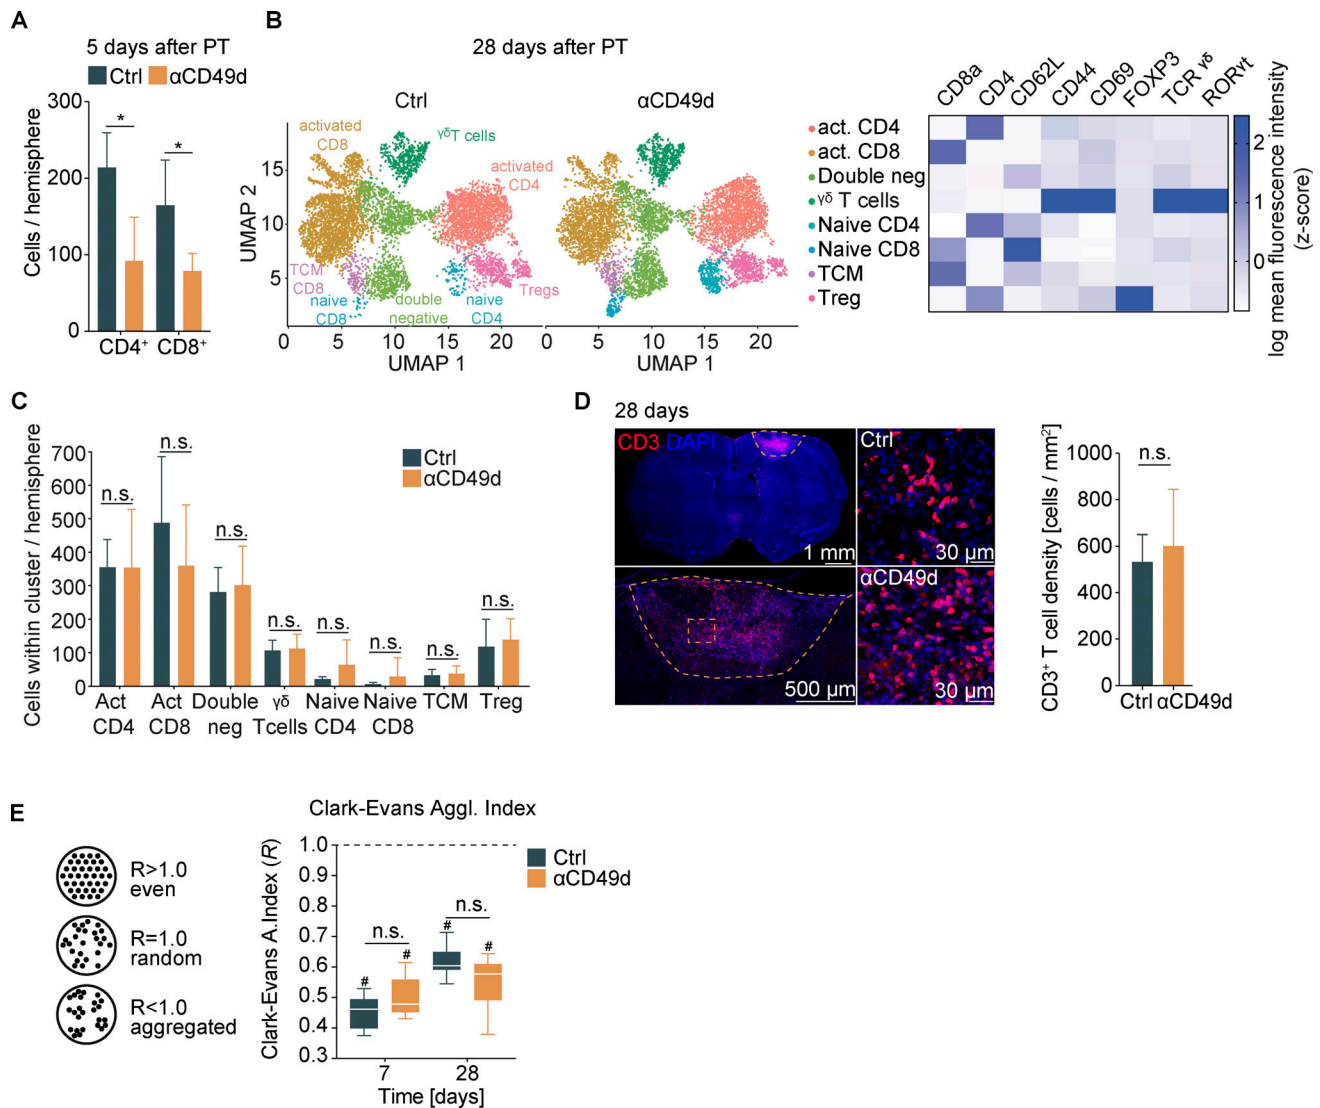 A
5 days after PT
Ctrl
αCD49d
Cells / hemisphere
300
200
100
0
*
*
CD4+
CD8+
B
28 days after PT
Ctrl
αCD49d
UMAP 2
15
10
5
activated
CD8
γδT cells
activated
CD4
TCM
CD8
naive
CD8
double
negative
naive
CD4
Tregs
0
5
10
15
20
UMAP 1
0
5
10
15
20
UMAP 1
act. CD4
act. CD8
Double neg
γδ T cells
Naive CD4
Naive CD8
TCM
Treg
CD8a
CD4
CD62L
CD44
CD69
FOXP3
TCR γδ
RORγt
2
1
0
log mean fluorescence intensity
(z-score)
C
Cells within cluster / hemisphere
700
600
500
400
300
200
100
0
Ctrl
αCD49d
n.s.
n.s.
n.s.
n.s.
n.s.
n.s.
n.s.
n.s.
Act
CD4
Act
CD8
Double
neg
γδ
Tcells
Naive
CD4
Naive
CD8
TCM
Treg
D
28 days
CD3 DAPI
1 mm
Ctrl
30 µm
500 µm
αCD49d
30 µm
CD3+ T cell density [cells / mm2]
1000
800
600
400
200
0
n.s.
Ctrl
αCD49d
E
R>1.0
even
R=1.0
random
R<1.0
aggregated
Clark-Evans Aggl. Index
Clark-Evans A.Index (R)
1.0
0.9
0.8
0.7
0.6
0.5
0.4
0.3
n.s.
n.s.
#
#
#
#
7
28
Time [days]
Ctrl
αCD49d